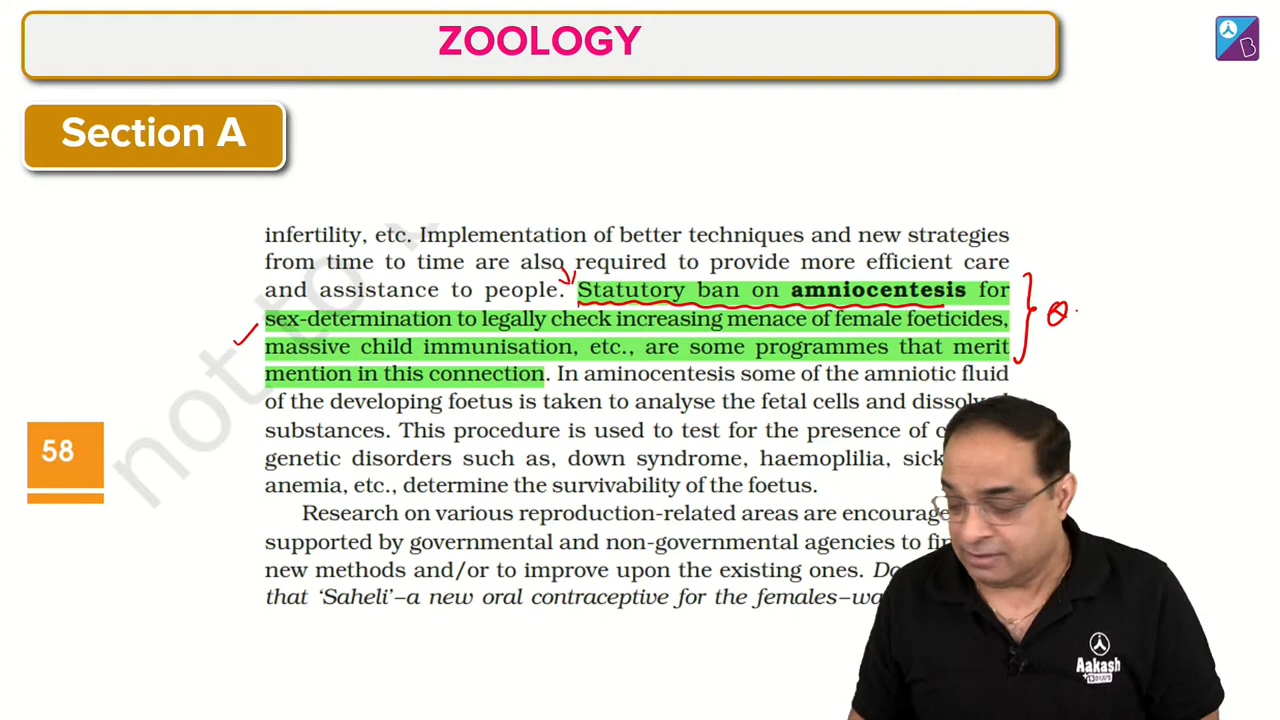 ZOOLOGY
Section A
infertility, etc. Implementation of better techniques and new strategies
from time to time are also required to provide more efficient care
and assistance to people. Statutory ban on amniocentesis for
sex-determination to legally check increasing menace of female foeticides,
massive child immunisation, etc., are some programmes that merit
mention in this connection. In aminocentesis some of the amniotic fluid
of the developing foetus is taken to analyse the fetal cells and dissolved
substances. This procedure is used to test for the presence of
58
genetic disorders such as, down syndrome, haemoplilia,
anemia, etc., determine the survivability of the foetus.
Research on various reproduction-related areas are
supported by governmental and non-governmental agencies to
new methods and/or to improve upon the existing ones.
that ‘Saheli’–a new oral contraceptive for the females–
not to
Aakash